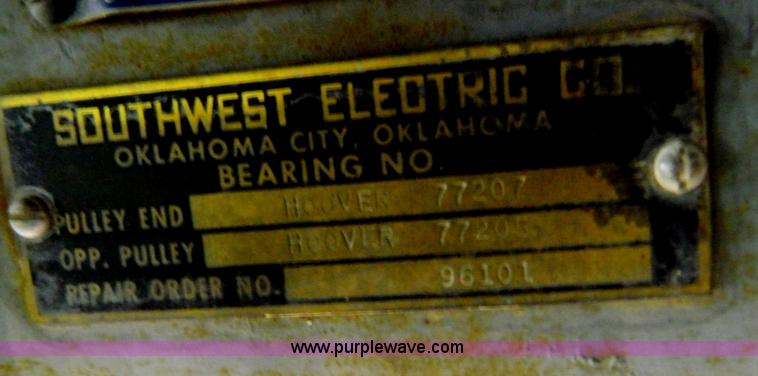 SOUTHWEST ELECTRIC CO.
OKLAHOMA CITY, OKLAHOMA
BEARING NO.
PULLEY END HOOVER 77207
OPP. PULLEY HOOVER
REPAIR ORDER NO. 96101
www.purplewave.com